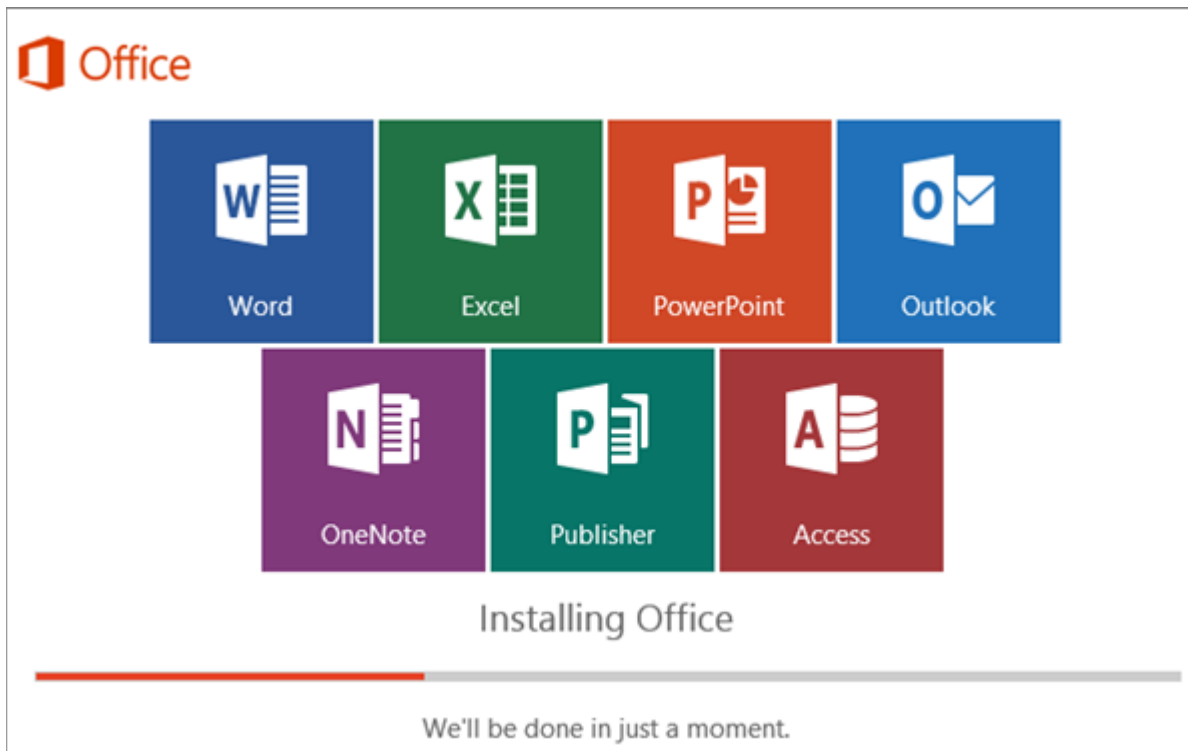 Office
W X P O
Word Excel PowerPoint Outlook
N P A
OneNote Publisher Access
Installing Office
We'll be done in just a moment.